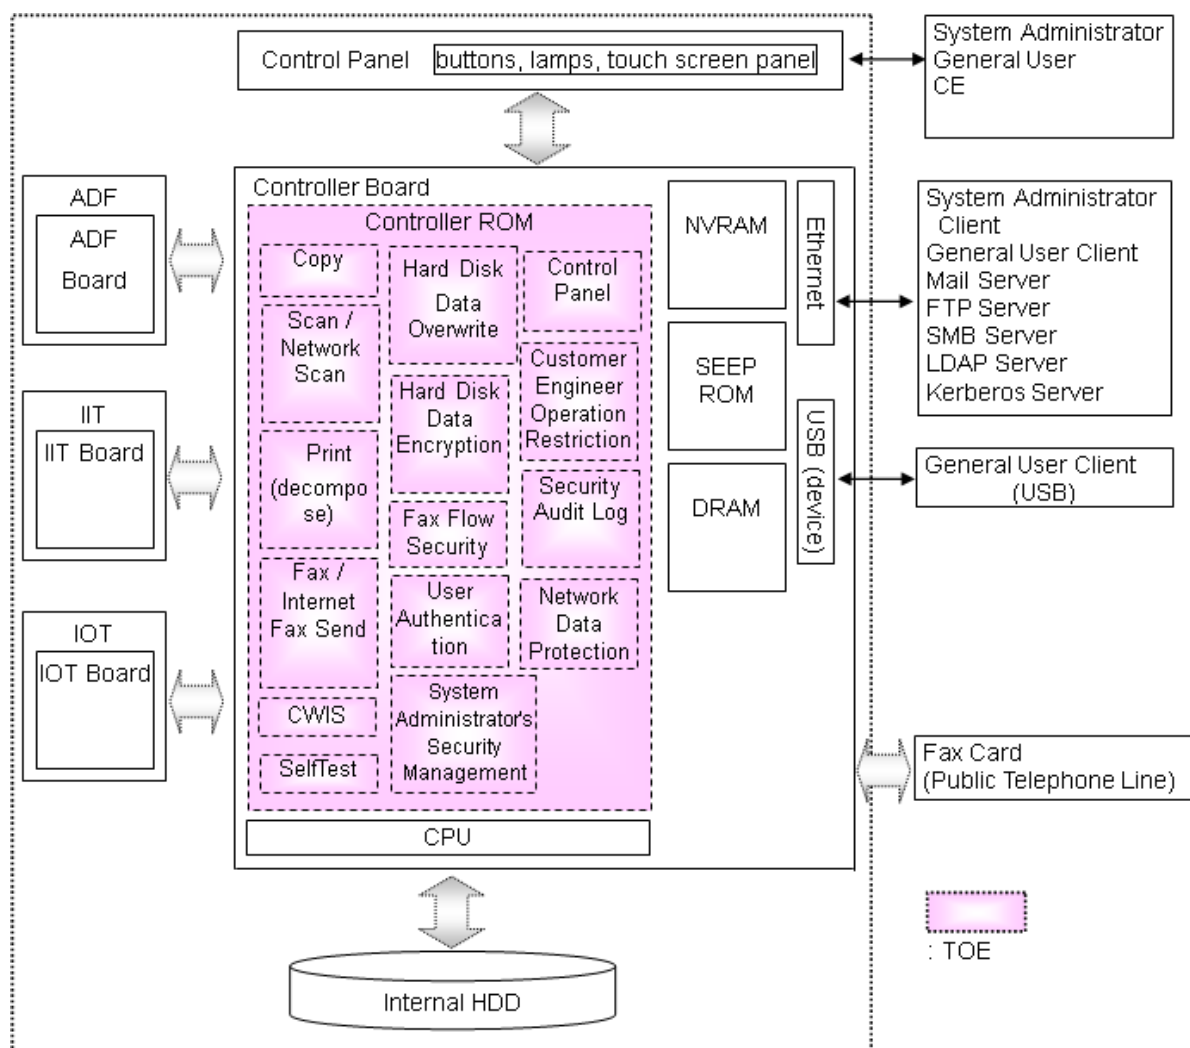 Control Panel buttons, lamps, touch screen panel
System Administrator
General User
CE
ADF
ADF
Board
IIT
IIT Board
IOT
IOT Board
Controller Board
Controller ROM
Copy
Scan /
Network
Scan
Print
(decompo
se)
Fax /
Internet
Fax Send
CWIS
SelfTest
Hard Disk
Data
Overwrite
Hard Disk
Data
Encryption
Fax Flow
Security
User
Authentica
tion
System
Administrator's
Security
Management
Control
Panel
Customer
Engineer
Operation
Restriction
Security
Audit Log
Network
Data
Protection
NVRAM
SEEP
ROM
DRAM
Ethernet
USB (device)
CPU
Internal HDD
System Administrator
Client
General User Client
Mail Server
FTP Server
SMB Server
LDAP Server
Kerberos Server
General User Client
(USB)
Fax Card
(Public Telephone Line)
: TOE